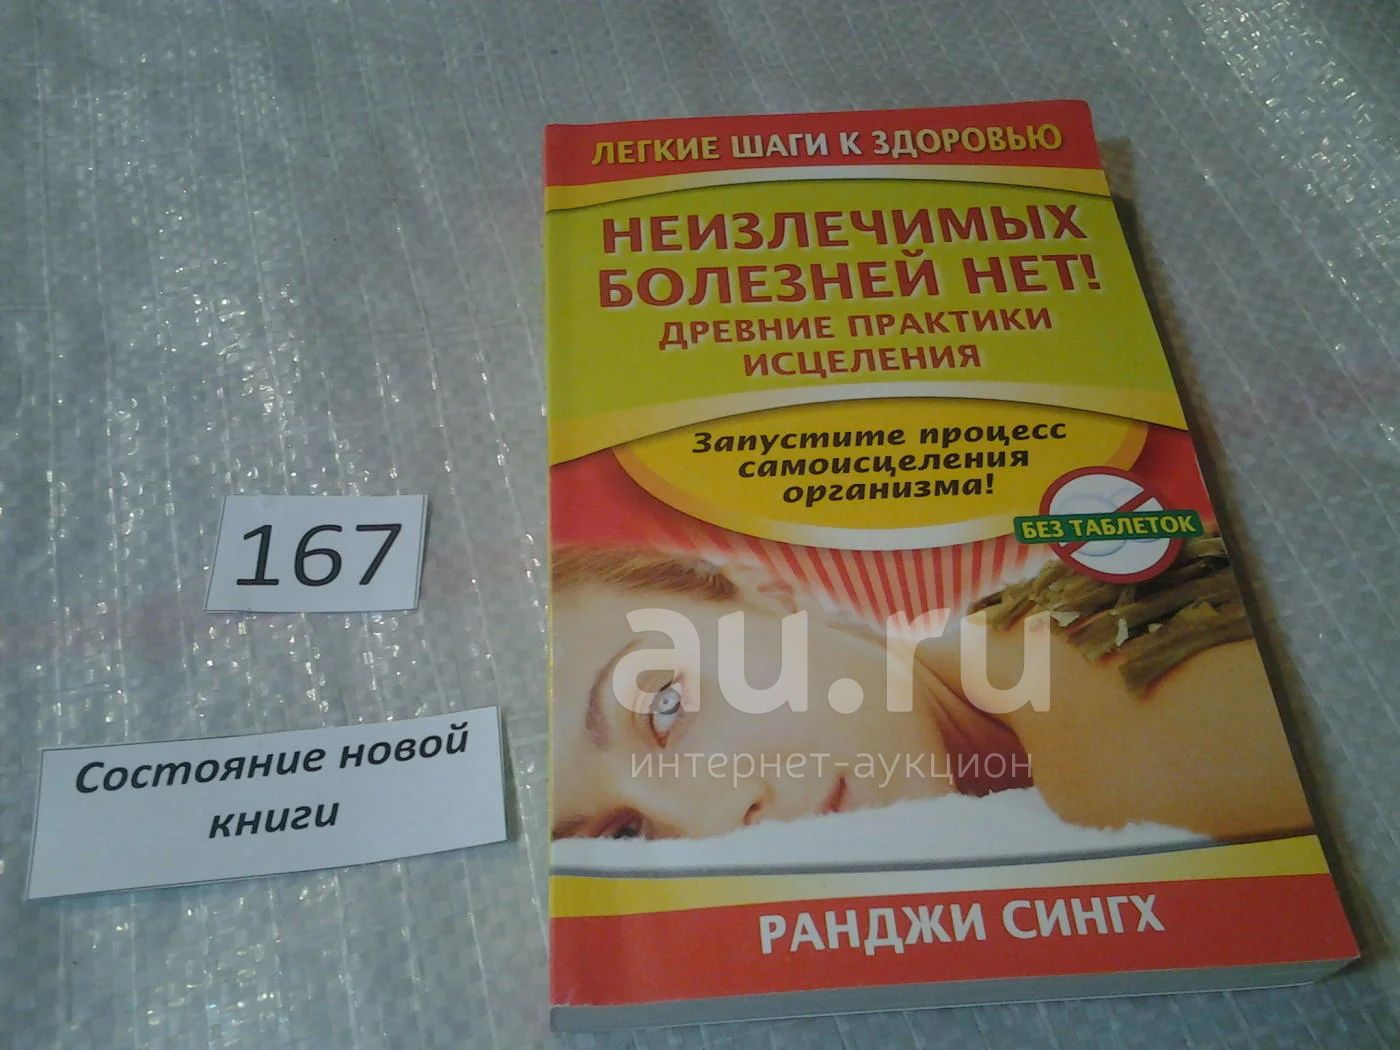 ЛЕГКИЕ ШАГИ К ЗДОРОВЬЮ
НЕИЗЛЕЧИМЫХ
БОЛЕЗНЕЙ НЕТ!
ДРЕВНИЕ ПРАКТИКИ
ИСЦЕЛЕНИЯ
Запустите процесс
самоисцеления
организма!
БЕЗ ТАБЛЕТОК
167
au.ru
интернет-аукцион
Состояние новой
книги
РАНДЖИ СИНГХ